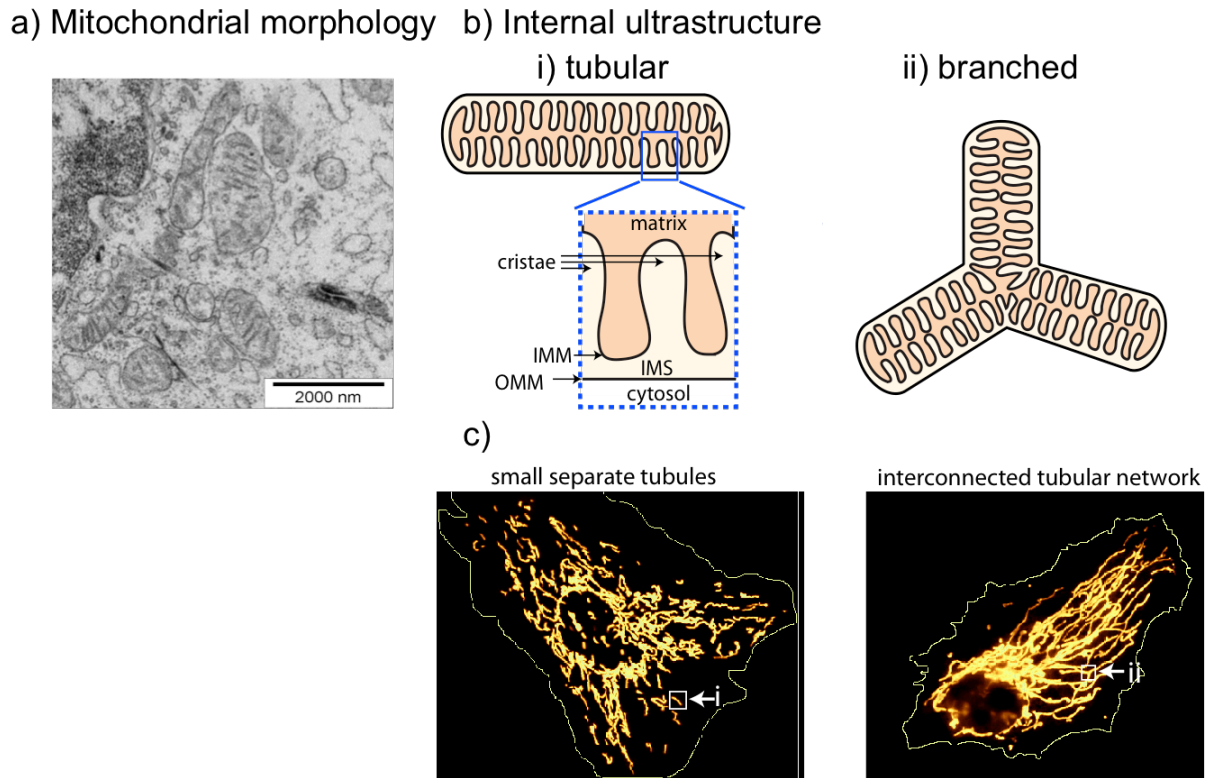 a) Mitochondrial morphology
b) Internal ultrastructure
i) tubular
ii) branched
matrix
cristae
IMM
IMS
OMM
cytosol
2000 nm
c)
small separate tubules
interconnected tubular network
i
ii